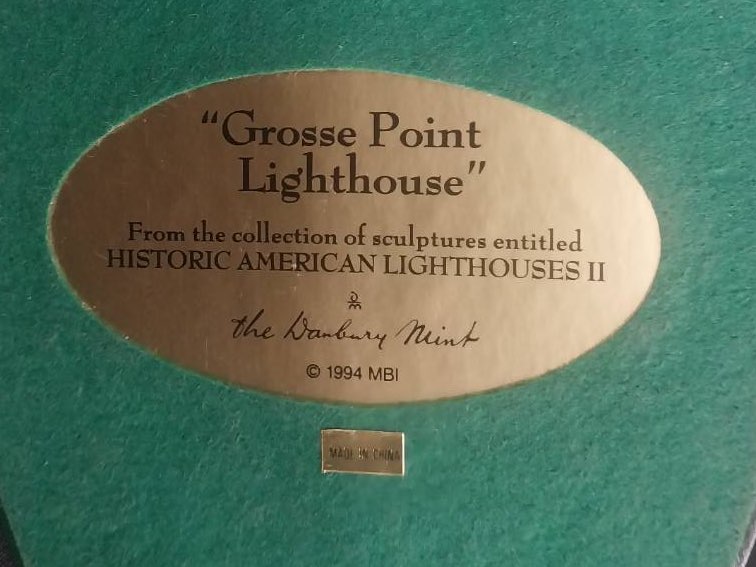 "Grosse Point
Lighthouse"
From the collection of sculptures entitled
HISTORIC AMERICAN LIGHTHOUSES II
DM
the Danbury Mint
© 1994 MBI
MADE IN CHINA